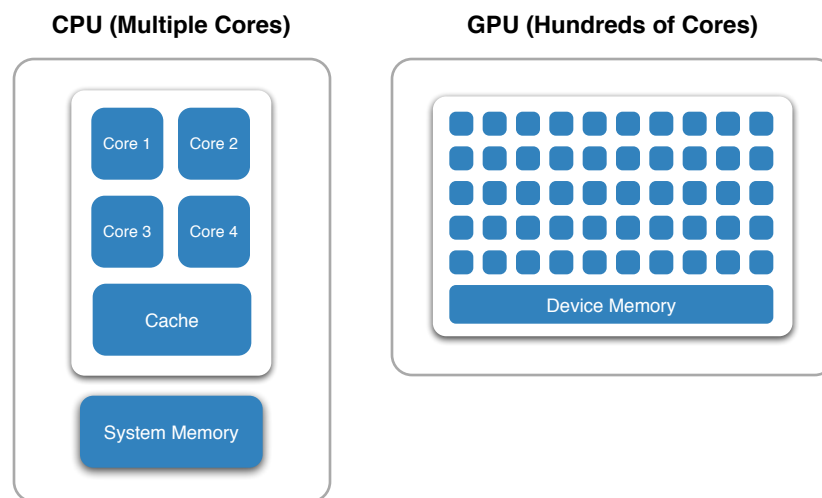 CPU (Multiple Cores)
GPU (Hundreds of Cores)
Core 1
Core 2
Core 3
Core 4
Cache
System Memory
Device Memory